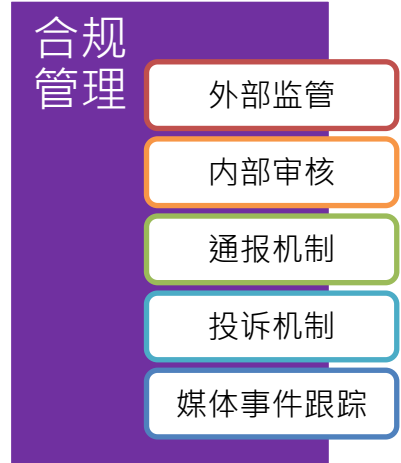 合规
管理
外部监管
内部审核
通报机制
投诉机制
媒体事件跟踪